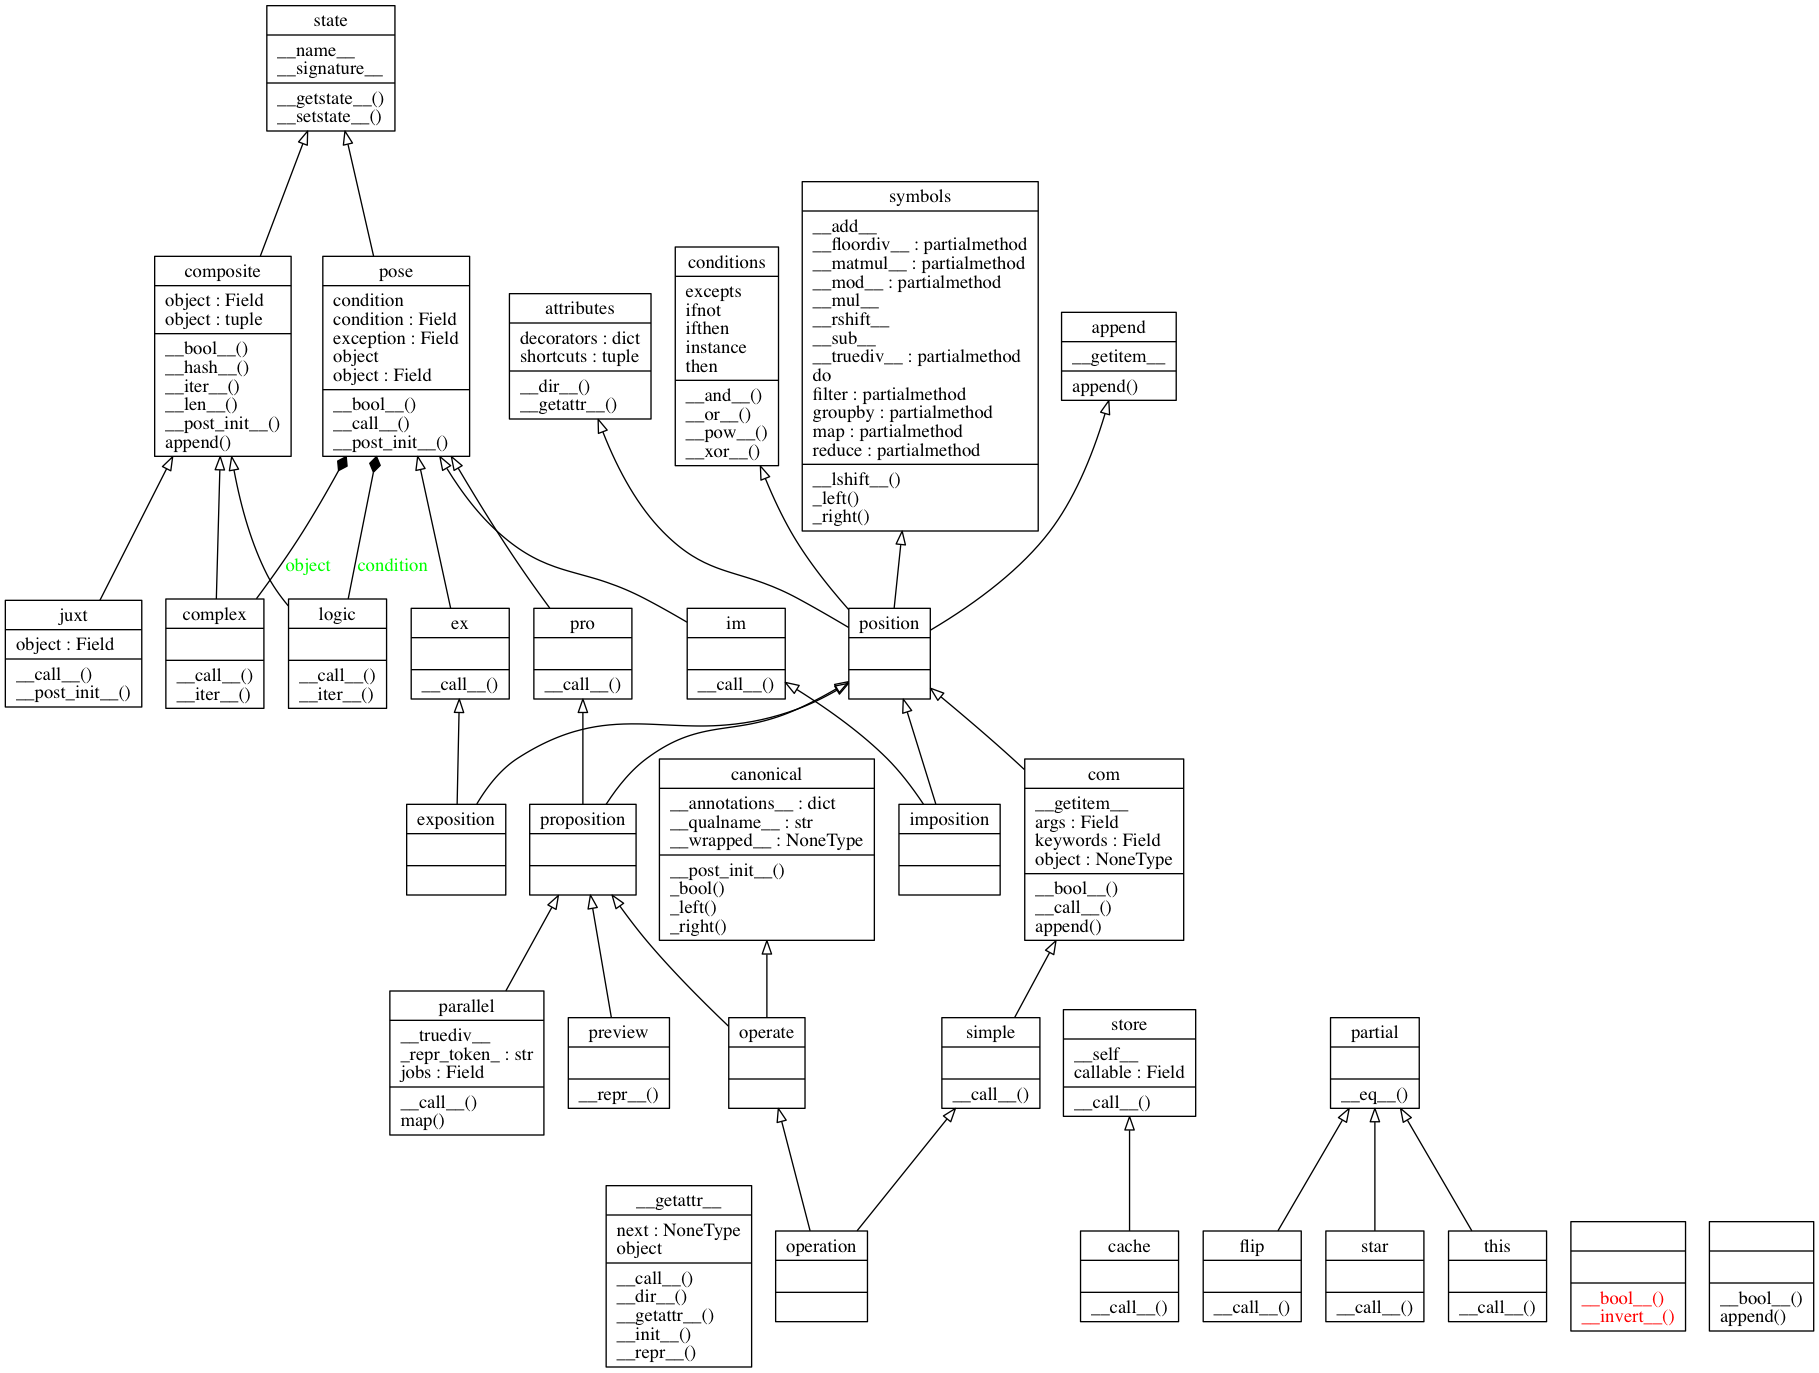 state
__name__
__signature__
__getstate__()
__setstate__()
composite
object : Field
object : tuple
__bool__()
__hash__()
__iter__()
__len__()
__post_init__()
append()
pose
condition
condition : Field
exception : Field
object
object : Field
__bool__()
__call__()
__post_init__()
attributes
decorators : dict
shortcuts : tuple
__dir__()
__getattr__()
conditions
excepts
ifnot
ifthen
instance
then
__and__()
__or__()
__pow__()
__xor__()
symbols
__add__
__floordiv__ : partialmethod
__matmul__ : partialmethod
__mod__ : partialmethod
__mul__
__rshift__
__sub__
__truediv__ : partialmethod
do
filter : partialmethod
groupby : partialmethod
map : partialmethod
reduce : partialmethod
__lshift__()
_left()
_right()
append
__getitem__
append()
object
condition
juxt
object : Field
__call__()
__post_init__()
complex
__call__()
__iter__()
logic
__call__()
__iter__()
ex
__call__()
pro
__call__()
im
__call__()
position
exposition
proposition
canonical
__annotations__ : dict
__qualname__ : str
__wrapped__ : NoneType
__post_init__()
_bool()
_left()
_right()
imposition
com
__getitem__
args : Field
keywords : Field
object : NoneType
__bool__()
__call__()
append()
parallel
__truediv__
_repr_token_ : str
jobs : Field
__call__()
map()
preview
__repr__()
operate
simple
__call__()
store
__self__
callable : Field
__call__()
partial
__eq__()
__getattr__
next : NoneType
object
__call__()
__dir__()
__getattr__()
__init__()
__repr__()
operation
cache
__call__()
flip
__call__()
star
__call__()
this
__call__()
__bool__()
__invert__()
__bool__()
append()